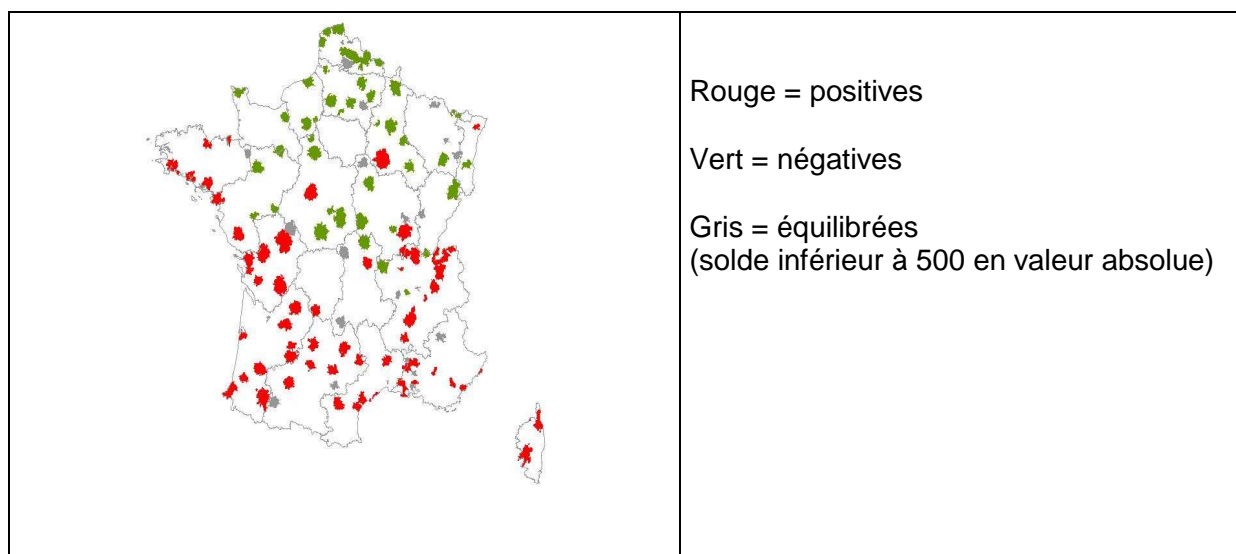 Rouge = positives
Vert = négatives
Gris = équilibrées
(solde inférieur à 500 en valeur absolue)